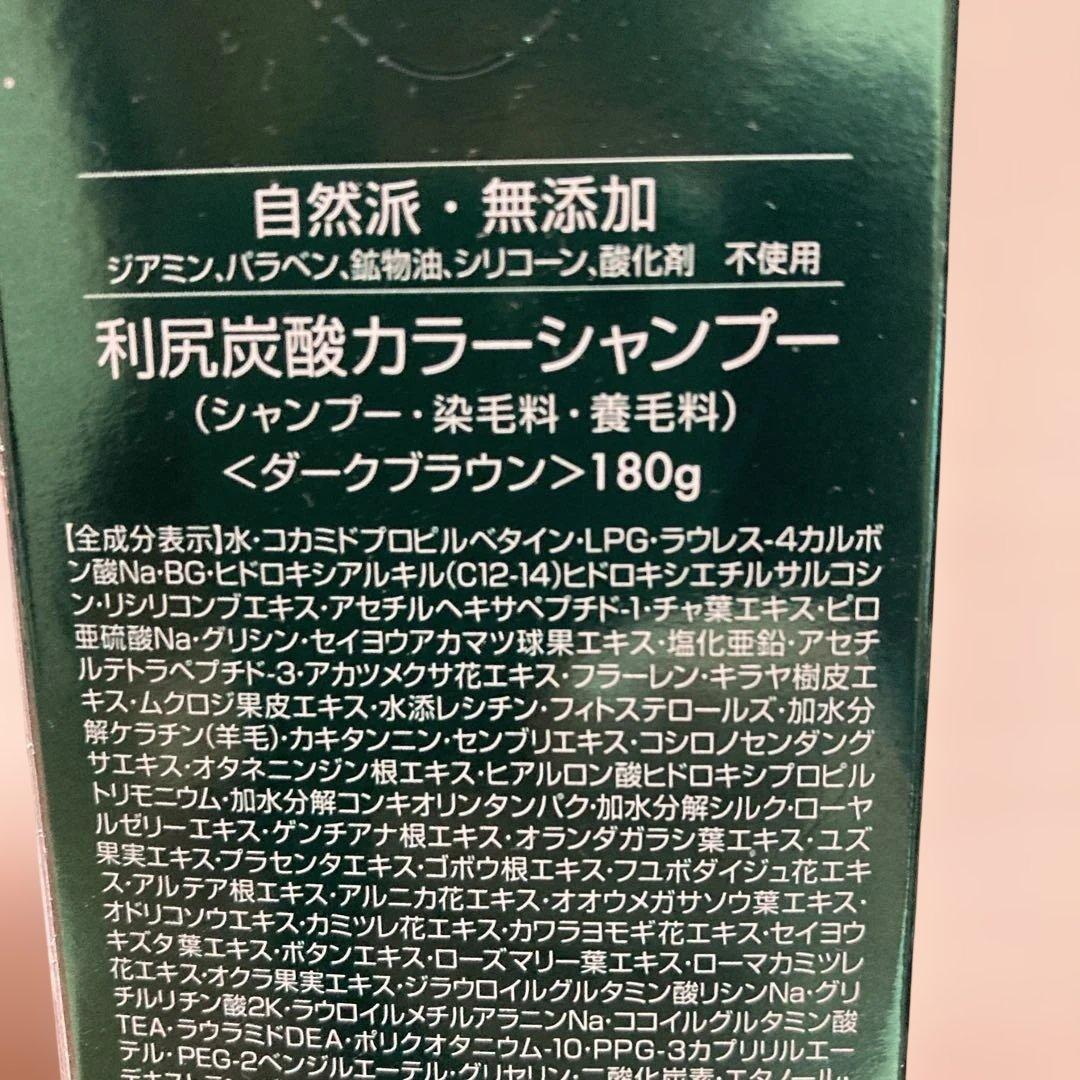 自然派・無添加
ジアミン、パラベン、鉱物油、シリコーン、酸化剤　不使用
利尻炭酸カラーシャンプー
(シャンプー・染毛料・養毛料)
<ダークブラウン>180g
【全成分表示】水・コカミドプロピルベタイン・LPG・ラウレス-4カルボ
ン酸Na・BG・ヒドロキシアルキル(C12-14)ヒドロキシエチルサルコシ
ン・リシリコンブエキス・アセチルヘキサペプチド-1・チャ葉エキス・ピロ
亜硫酸Na・グリシン・セイヨウアカマツ球果エキス・塩化亜鉛・アセチ
ルテトラペプチド-3・アカツメクサ花エキス・フラーレン・キラヤ樹皮エ
キス・ムクロジ果皮エキス・水添レシチン・フィトステロールズ・加水分
解ケラチン(羊毛)・カキタンニン・センブリエキス・コシロノセンダング
サエキス・オタネニンジン根エキス・ヒアルロン酸ヒドロキシプロピル
トリモニウム・加水分解コンキオリンタンパク・加水分解シルク・ローヤ
ルゼリーエキス・ゲンチアナ根エキス・オランダガラシ葉エキス・ユズ
果実エキス・プラセンタエキス・ゴボウ根エキス・フユボダイジュ花エキ
ス・アルテア根エキス・アルニカ花エキス・オオウメガサソウ葉エキス・
オドリコソウエキス・カミツレ花エキス・カワラヨモギ花エキス・セイヨウ
キズタ葉エキス・ボタンエキス・ローズマリー葉エキス・ローマカミツレ
花エキス・オクラ果実エキス・ジラウロイルグルタミン酸リシンNa・グリ
チルリチン酸2K・ラウロイルメチルアラニンNa・ココイルグルタミン酸
TEA・ラウラミドDEA・ポリクオタニウム-10・PPG-3カプリリルエー
テル・PEG-2ベンジルエーテル・グリセリン・二酸化炭素・エタノール・